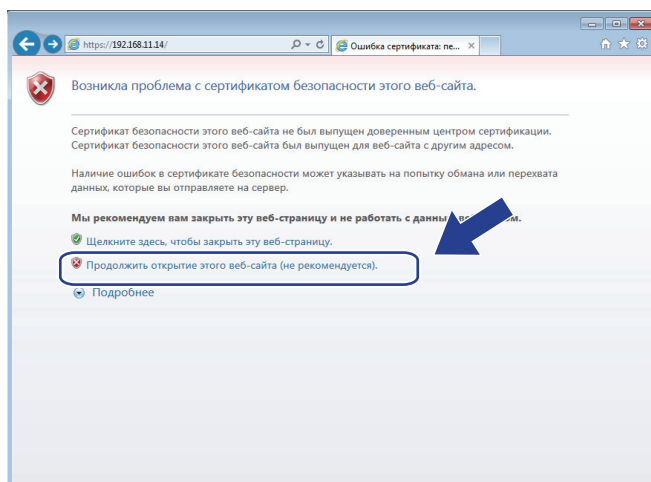 https://192.168.11.14/
Ошибка сертификата: пе...
Возникла проблема с сертификатом безопасности этого веб-сайта.
Сертификат безопасности этого веб-сайта не был выпущен доверенным центром сертификации.
Сертификат безопасности этого веб-сайта был выпущен для веб-сайта с другим адресом.
Наличие ошибок в сертификате безопасности может указывать на попытку обмана или перехвата
данных, которые вы отправляете на сервер.
Мы рекомендуем вам закрыть эту веб-страницу и не работать с
Щелкните здесь, чтобы закрыть эту веб-страницу.
Продолжить открытие этого веб-сайта (не рекомендуется).
Подробнее